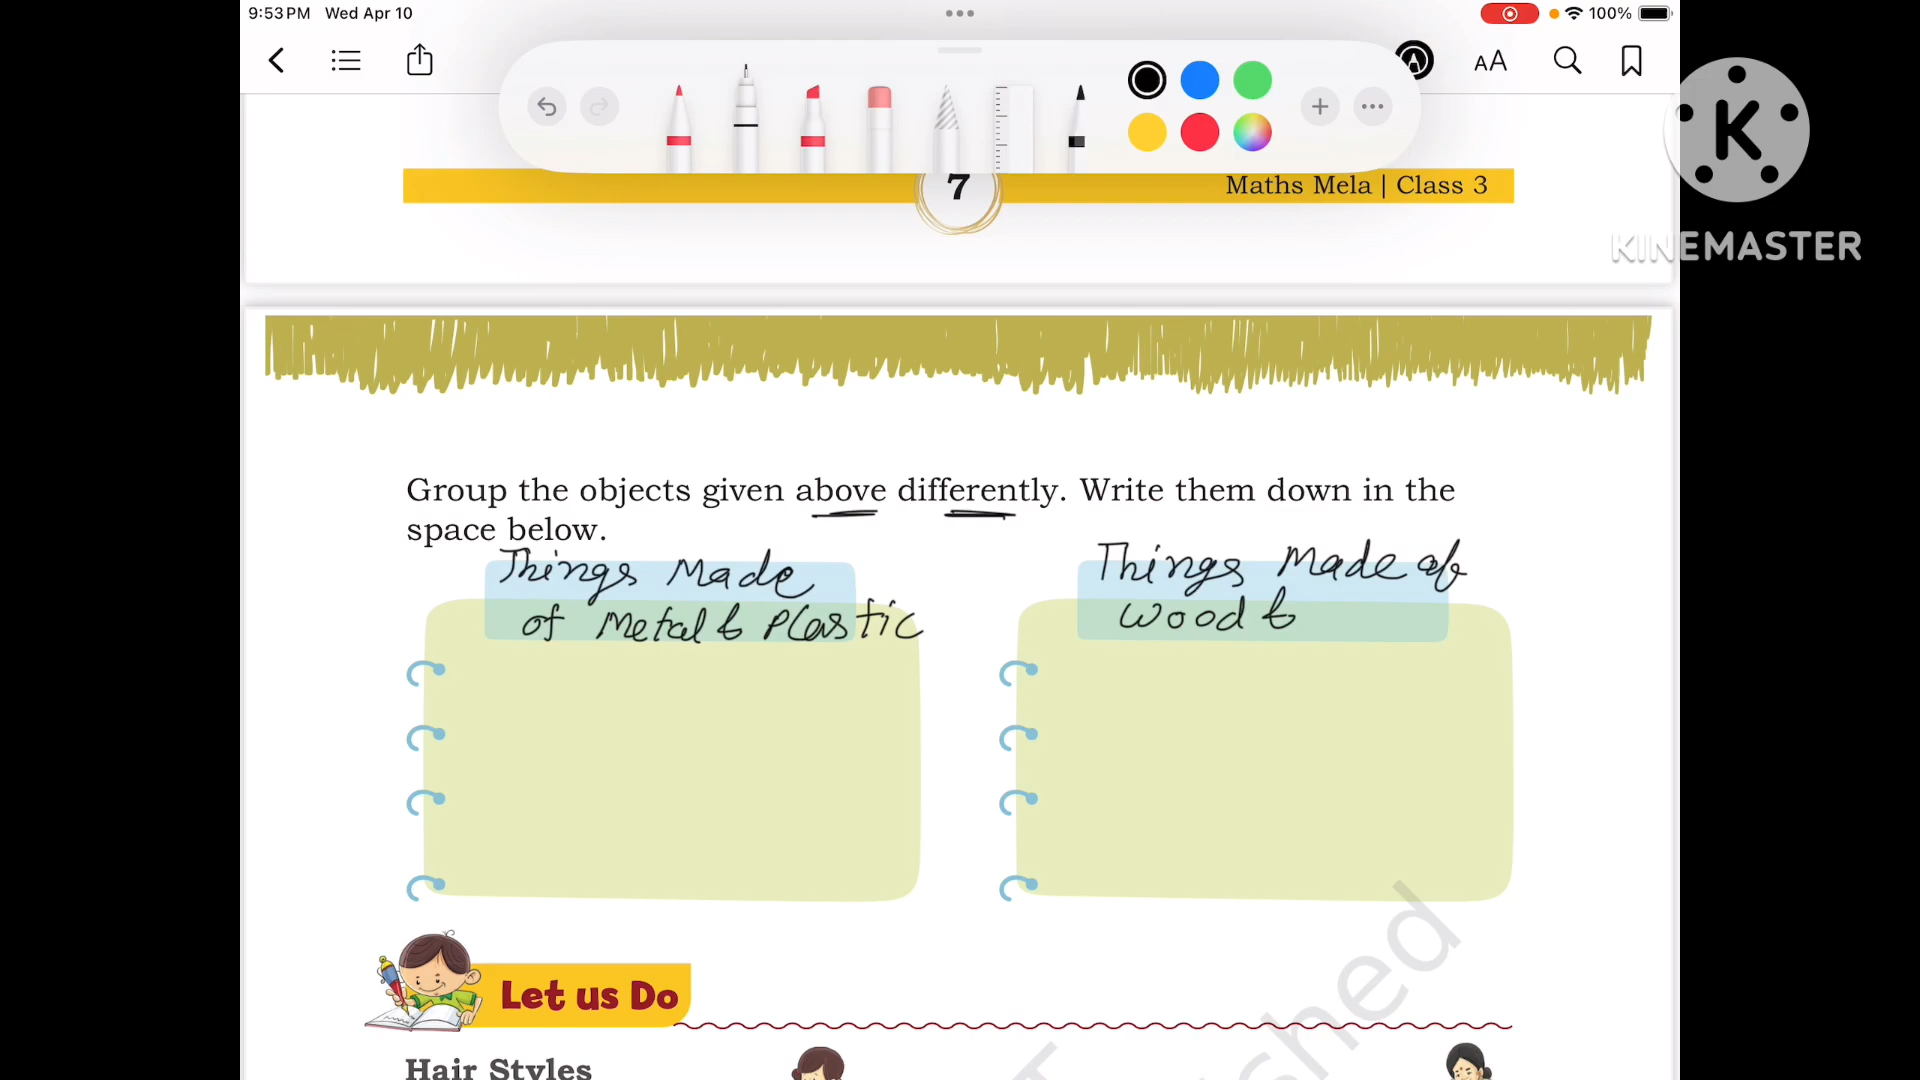 9:53 PM Wed Apr 10
100%
AA
7
Maths Mela | Class 3
K
KINEMASTER
Group the objects given above differently. Write them down in the
space below.
Things Made
of Metal & Plastic
Things Made of
Wood &
Let us Do
Hair Styles